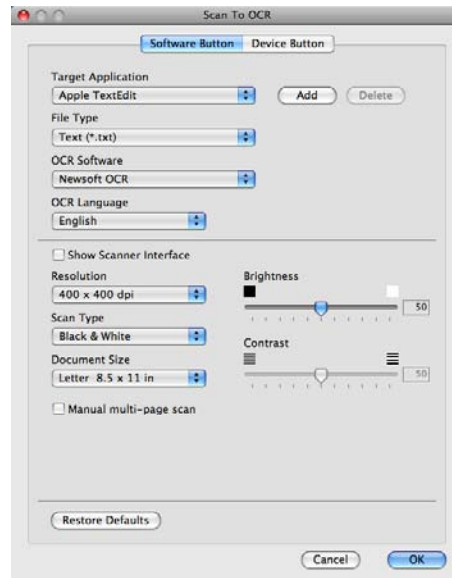 Scan To OCR
Software Button Device Button
Target Application
Apple TextEdit Add Delete
File Type
Text (*.txt)
OCR Software
Newsoft OCR
OCR Language
English
Show Scanner Interface
Resolution Brightness
400 x 400 dpi 50
Scan Type
Black & White
Contrast
Document Size
Letter 8.5 x 11 in 50
Manual multi-page scan
Restore Defaults
Cancel OK